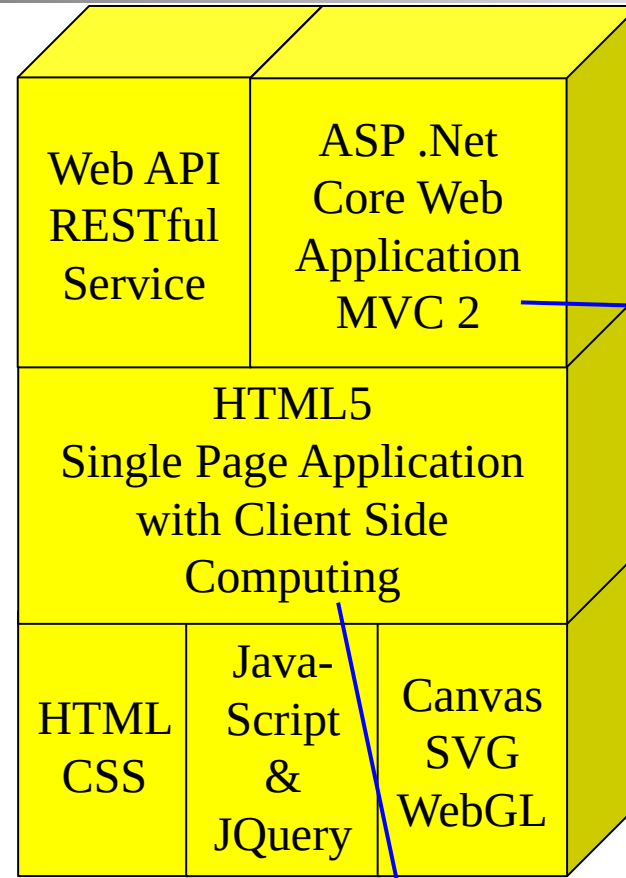 Web API
RESTful
Service
ASP .Net
Core Web
Application
MVC 2
HTML5
Single Page Application
with Client Side
Computing
HTML
CSS
Java-
Script
&
JQuery
Canvas
SVG
WebGL